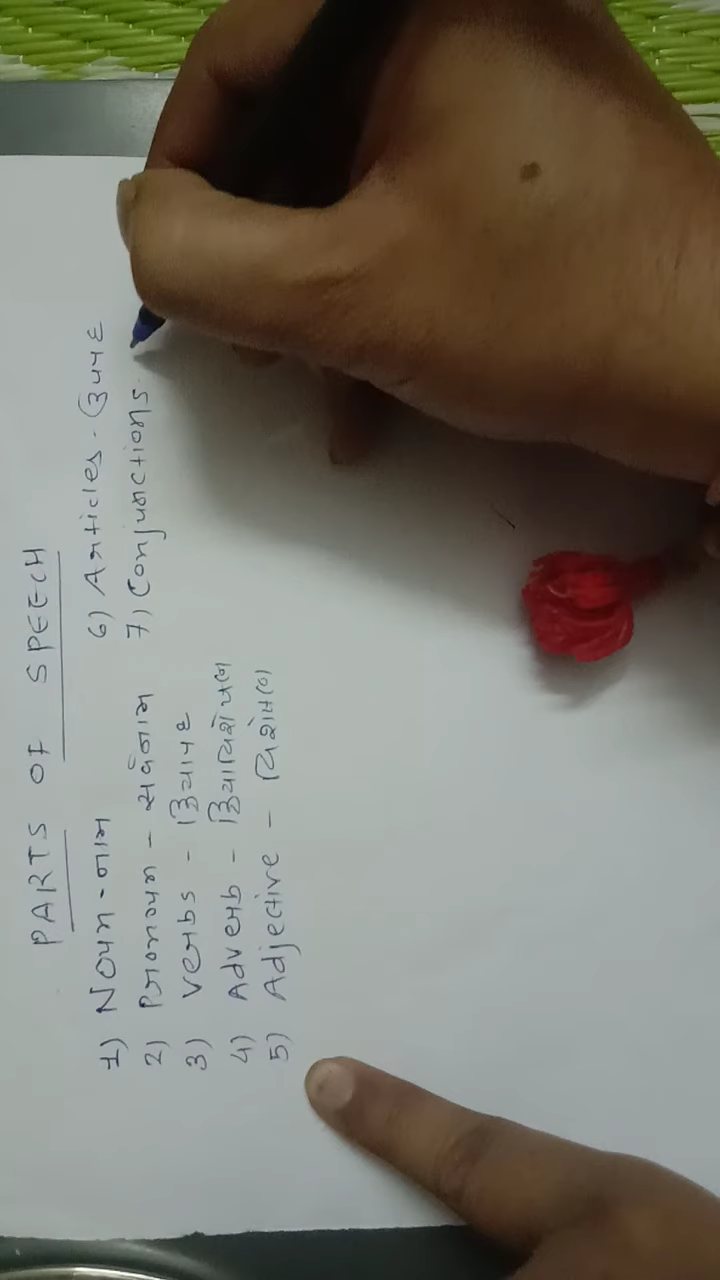 PARTS OF SPEECH
1) Noun - નામ
2) Pronoun - સર્વનામ
3) Verbs - ક્રિયાપદ
4) Adverb - ક્રિયાવિશેષણ
5) Adjective - વિશેષણ
6) Articles - ઉપપદ
7) Conjunctions